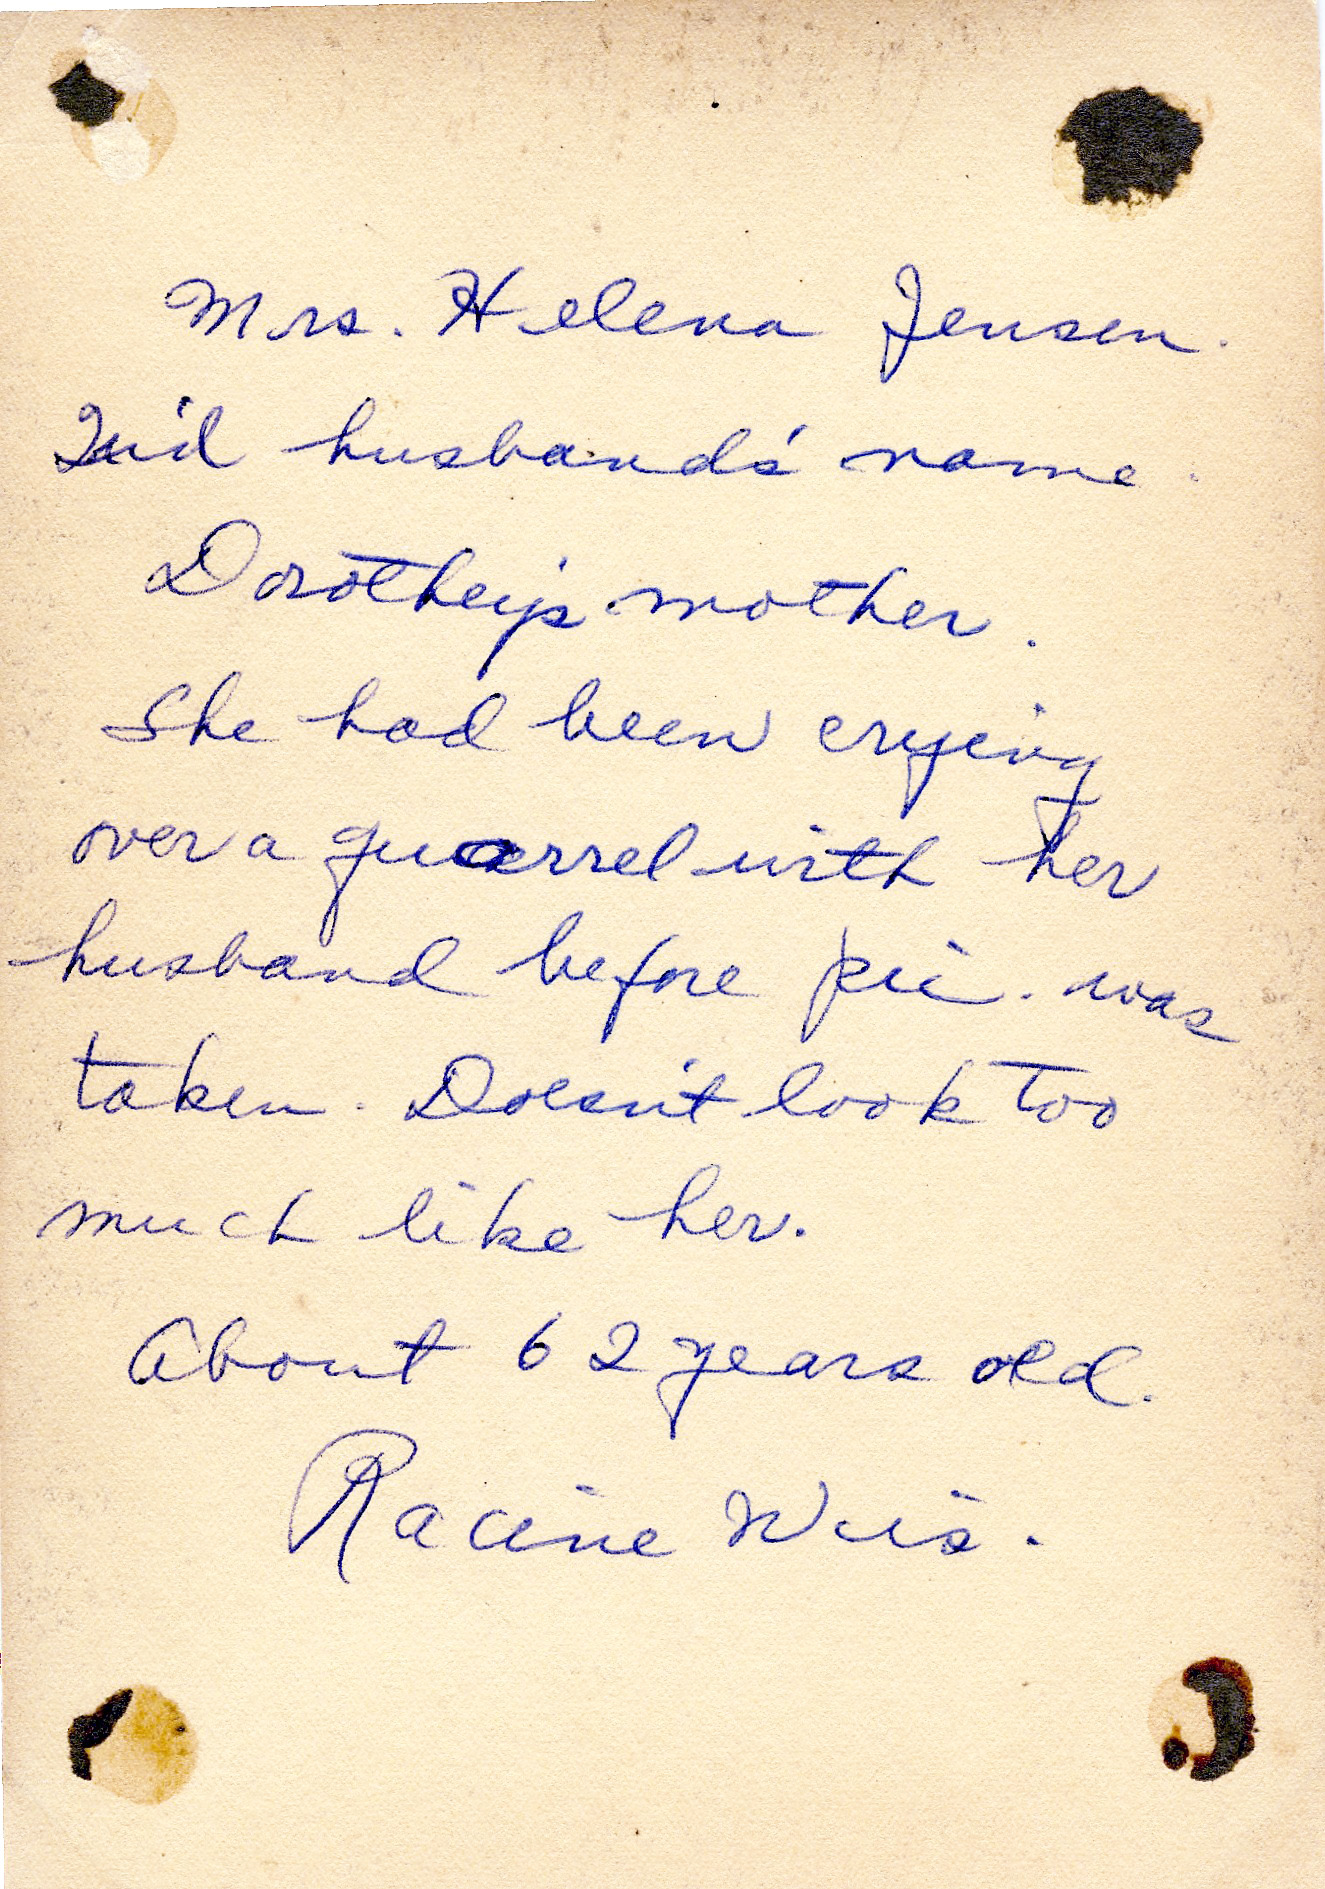 Mrs. Helena Jensen.
2nd husband's name.
Dorothey's mother.
She had been crying
over a quarrel with her
husband before pic. was
taken. Doesn't look too
much like her.
About 62 years old.
Racine Wis.